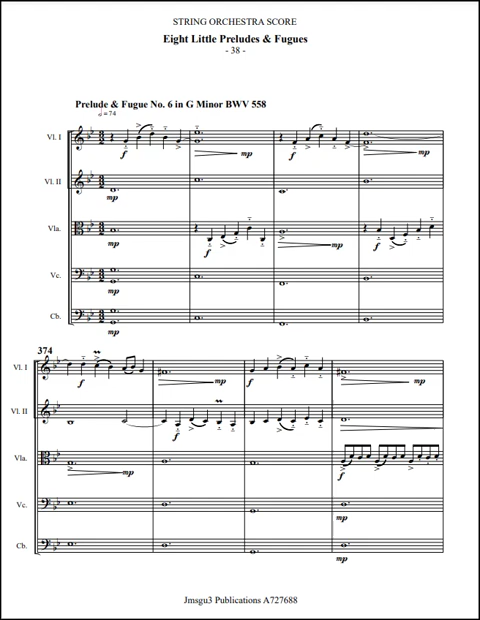 STRING ORCHESTRA SCORE
Eight Little Preludes & Fugues
- 38 -
Prelude & Fugue No. 6 in G Minor BWV 558
= 74
Vl. I
f
mp
f
mp
Vl. II
mp
Vla.
mp
f
mp
f
Vc.
mp
Cb.
mp
374
Vl. I
f
mp
f
mp
Vl. II
f
Vla.
mp
f
Vc.
mp
Cb.
mp
Jmsgu3 Publications A727688